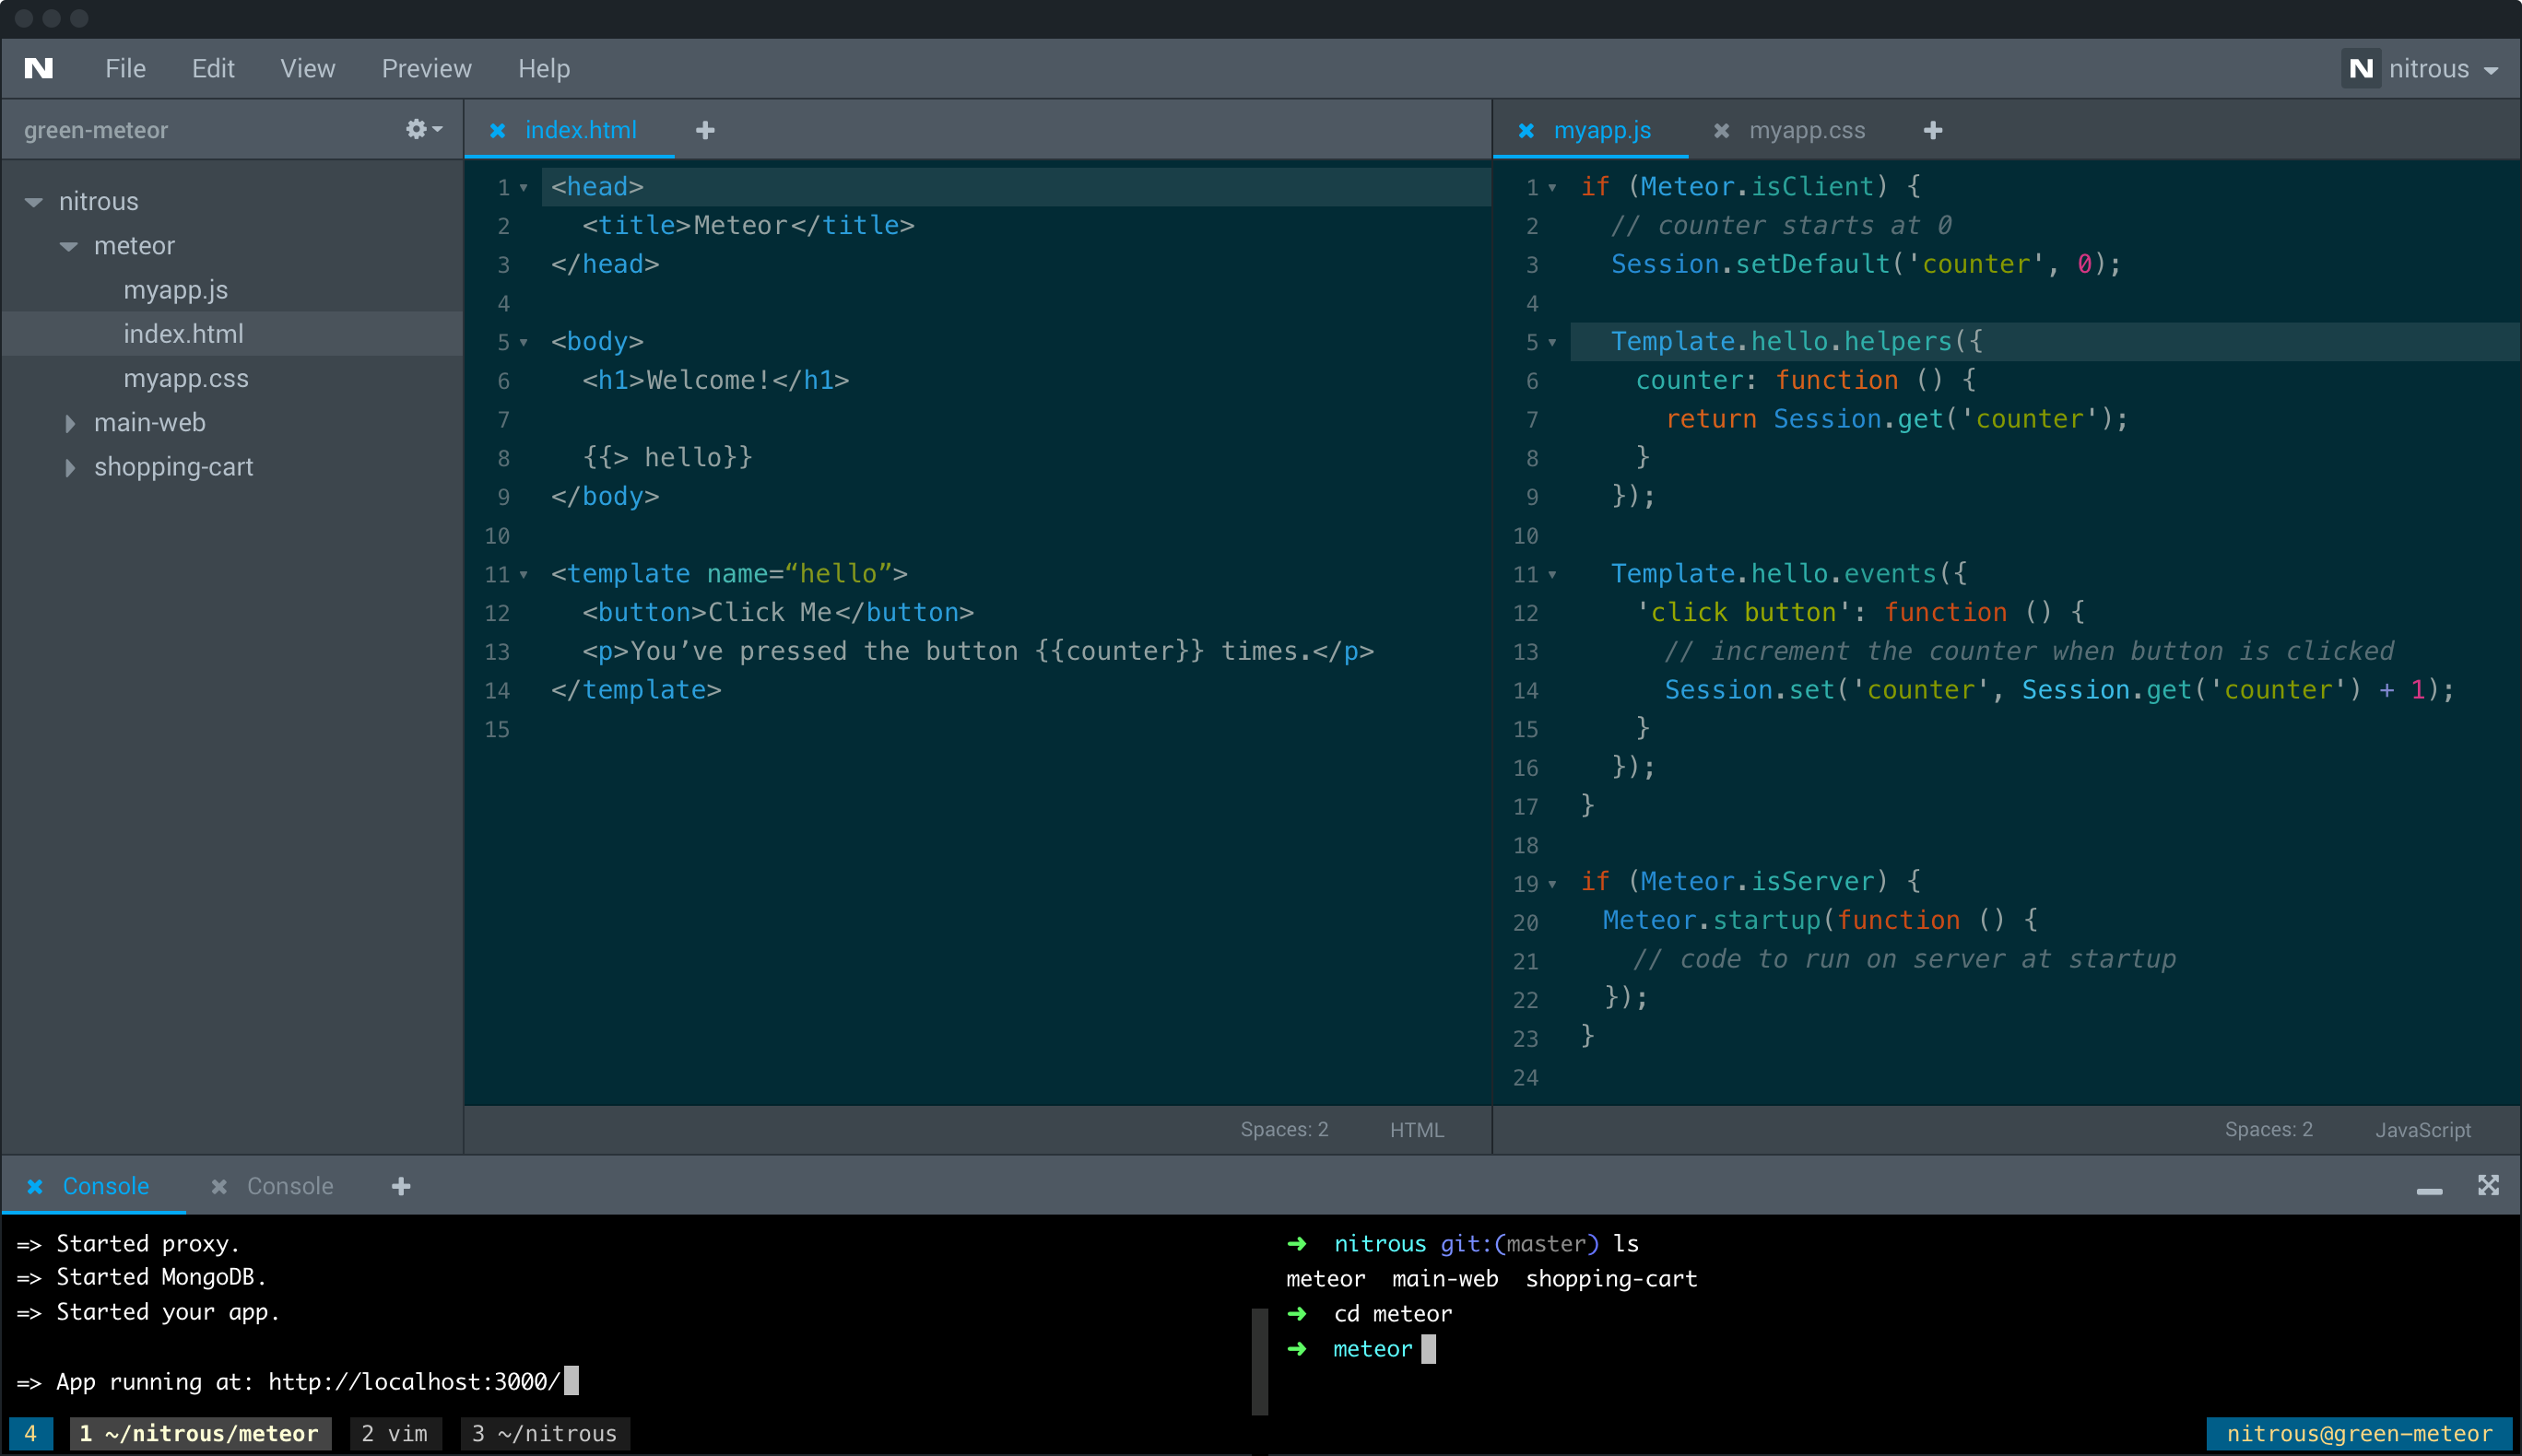 N File Edit View Preview Help N nitrous
green-meteor
nitrous
meteor
myapp.js
index.html
myapp.css
main-web
shopping-cart
index.html
1 <head>
2 <title>Meteor</title>
3 </head>
4
5 <body>
6 <h1>Welcome!</h1>
7
8 {{> hello}}
9 </body>
10
11 <template name=“hello”>
12 <button>Click Me</button>
13 <p>You’ve pressed the button {{counter}} times.</p>
14 </template>
15
Spaces: 2 HTML
myapp.js myapp.css
1 if (Meteor.isClient) {
2 // counter starts at 0
3 Session.setDefault('counter', 0);
4
5 Template.hello.helpers({
6 counter: function () {
7 return Session.get('counter');
8 }
9 });
10
11 Template.hello.events({
12 'click button': function () {
13 // increment the counter when button is clicked
14 Session.set('counter', Session.get('counter') + 1);
15 }
16 });
17 }
18
19 if (Meteor.isServer) {
20 Meteor.startup(function () {
21 // code to run on server at startup
22 });
23 }
24
Spaces: 2 JavaScript
Console Console
=> Started proxy.
=> Started MongoDB.
=> Started your app.
=> App running at: http://localhost:3000/
➜ nitrous git:(master) ls
meteor main-web shopping-cart
➜ cd meteor
➜ meteor
4 1 ~/nitrous/meteor 2 vim 3 ~/nitrous nitrous@green-meteor